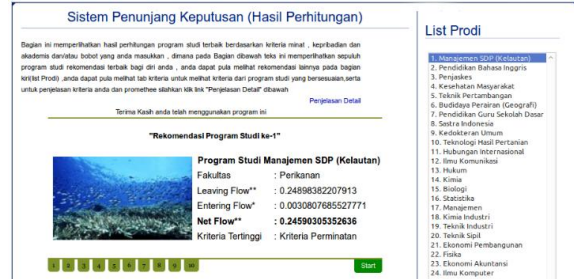 Sistem Penunjang Keputusan (Hasil Perhitungan)
Bagian ini memperlihatkan hasil perhitungan program studi terbaik berdasarkan kriteria minat , kepribadian dan
akademis dan/atau bobot yang anda masukkan , dimana pada Bagian dibawah teks ini memperlihatkan sepuluh
program studi rekomendasi terbaik bagi diri anda , anda dapat pula melihat rekomendasi lainnya pada bagian
kiri(list Prodi) ,anda dapat pula melihat tab kriteria untuk melihat kriteria dari program studi yang bersesuaian,serta
untuk penjelasan kriteria anda dan promethee silahkan klik link "Penjelasan Detail" dibawah
Penjelasan Detail
Terima Kasih anda telah menggunakan program ini
"Rekomendasi Program Studi ke-1"
Program Studi Manajemen SDP (Kelautan)
Fakultas : Perikanan
Leaving Flow** : 0.24898382207913
Entering Flow* : 0.0030807685527771
Net Flow** : 0.24590305352636
Kriteria Tertinggi : Kriteria Perminatan
1 2 3 4 5 6 7 8 9 10
Start
List Prodi
1. Manajemen SDP (Kelautan)
2. Pendidikan Bahasa Inggris
3. Penjaskes
4. Kesehatan Masyarakat
5. Teknik Pertambangan
6. Budidaya Perairan (Geografi)
7. Pendidikan Guru Sekolah Dasar
8. Sastra Indonesia
9. Kedokteran Umum
10. Teknologi Hasil Pertanian
11. Hubungan Internasional
12. Ilmu Komunikasi
13. Hukum
14. Kimia
15. Biologi
16. Statistika
17. Manajemen
18. Kimia Industri
19. Teknik Industri
20. Teknik Sipil
21. Ekonomi Pembangunan
22. Fisika
23. Ekonomi Akuntansi
24. Ilmu Komputer